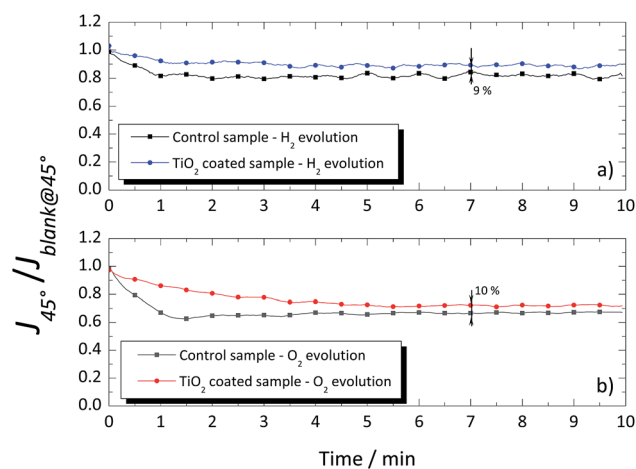 1.2
1.0
0.8
0.6
0.4
0.2
0.0
9 %
Control sample - H₂ evolution
TiO₂ coated sample - H₂ evolution
a)
0 1 2 3 4 5 6 7 8 9 10
J45° /Jblank@45°
1.2
1.0
0.8
0.6
0.4
0.2
0.0
10 %
Control sample - O₂ evolution
TiO₂ coated sample - O₂ evolution
b)
0 1 2 3 4 5 6 7 8 9 10
Time / min